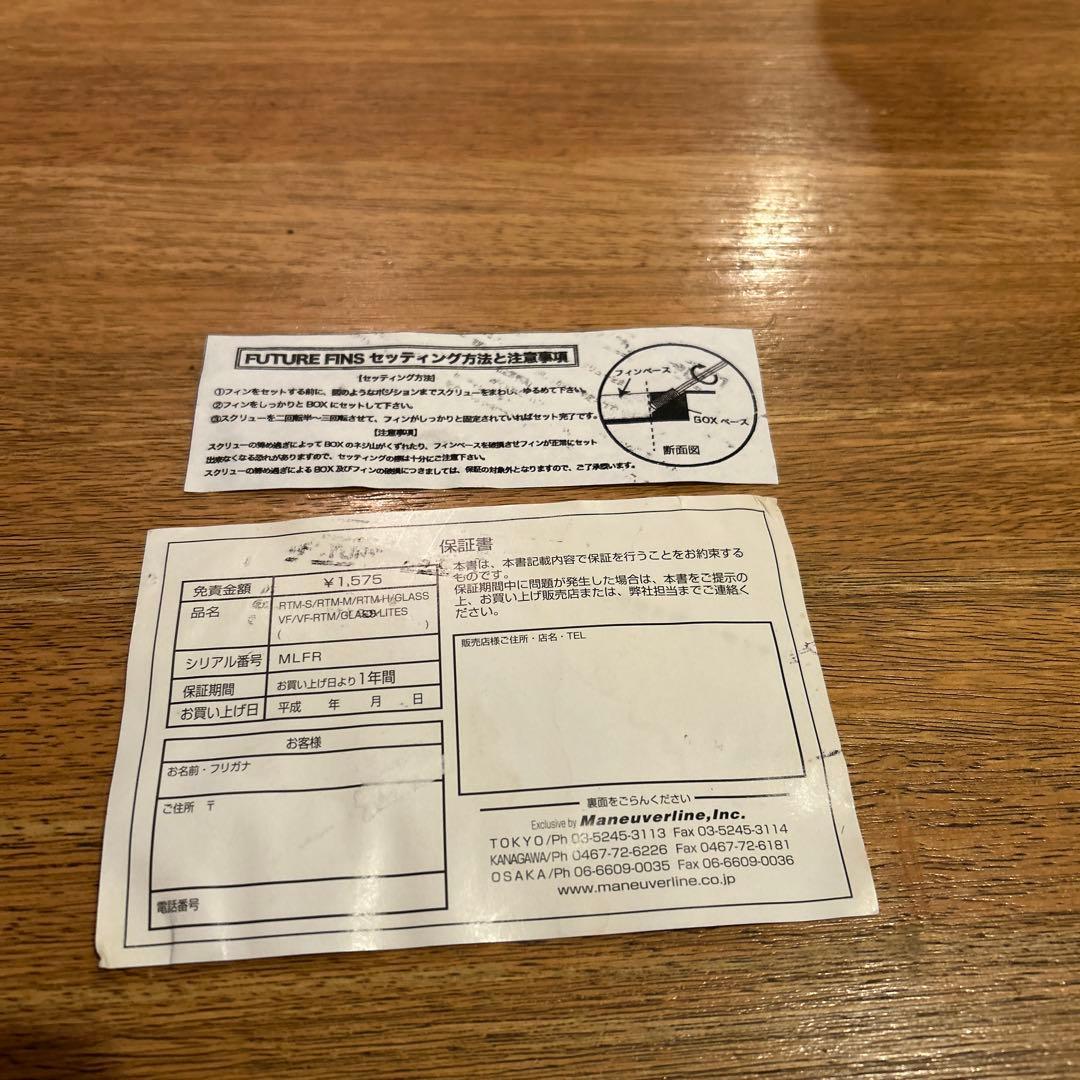 FUTURE FINS セッティング方法と注意事項
【セッティング方法】
①フィンをセットする前に、図のようなポジションまでスクリューをまわし、ゆるめて下さい。
②フィンをしっかりとBOXにセットして下さい。
③スクリューを二回転半〜三回転させて、フィンがしっかりと固定されていればセット完了です。
【注意事項】
スクリューの締め過ぎによってBOXのネジ山がくずれたり、フィンベースを破損させフィンが正常にセット
出来なくなる恐れがありますので、セッティングの際は十分にご注意下さい。
スクリューの締め過ぎによるBOX及びフィンの破損につきましては、保証の対象外となりますので、ご了承願います。
フィンベース
BOXベース
断面図
保証書
本書は、本書記載内容で保証を行うことをお約束する
ものです。
保証期間中に問題が発生した場合は、本書をご提示の
上、お買い上げ販売店または、弊社担当までご連絡く
ださい。
免責金額 ￥1,575
品名 RTM-S/RTM-M/RTM-H/GLASS
VF/VF-RTM/GLASS-LITES
( )
シリアル番号 MLFR
保証期間 お買い上げ日より1年間
お買い上げ日 平成 年 月 日
お客様
お名前・フリガナ
ご住所 〒
電話番号
販売店様ご住所・店名・TEL
裏面をごらんください
Exclusive by Maneuverline,Inc.
TOKYO/Ph 03-5245-3113 Fax 03-5245-3114
KANAGAWA/Ph 0467-72-6226 Fax 0467-72-6181
OSAKA/Ph 06-6609-0035 Fax 06-6609-0036
www.maneuverline.co.jp